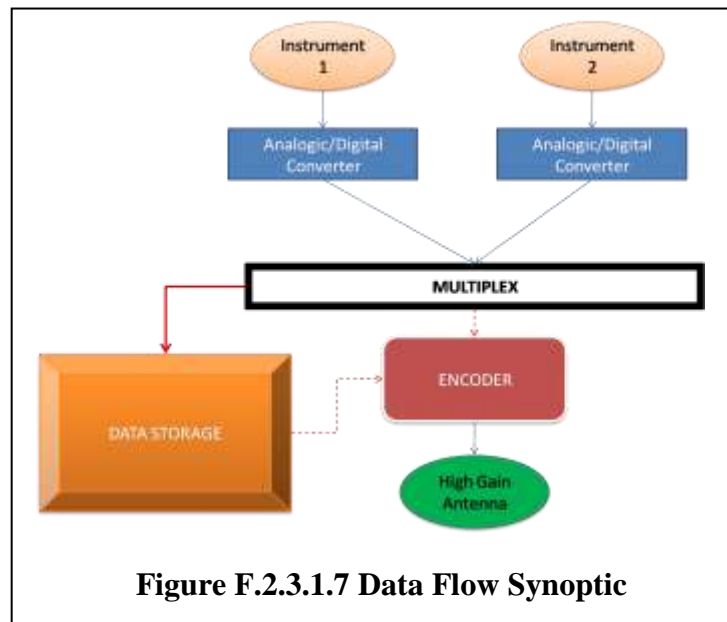 Instrument
1
Instrument
2
Analogic/Digital
Converter
Analogic/Digital
Converter
MULTIPLEX
ENCODER
DATA STORAGE
High Gain
Antenna
Figure F.2.3.1.7 Data Flow Synoptic